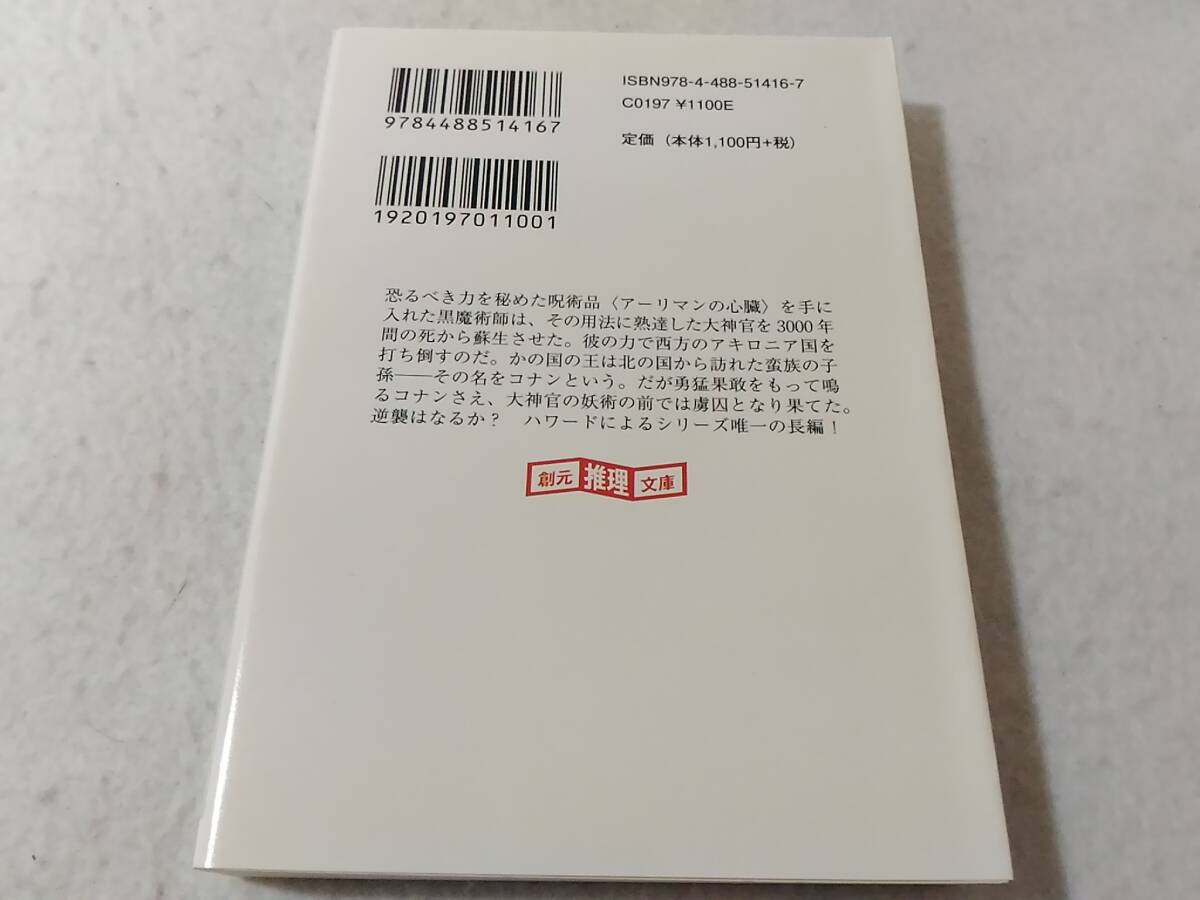 ISBN978-4-488-51416-7
C0197 ¥1100E
定価（本体1,100円+税）
9784488514167
1920197011001
恐るべき力を秘めた呪術品〈アーリマンの心臓〉を手に
入れた黒魔術師は、その用法に熟達した大神官を3000年
間の死から蘇生させた。彼の力で西方のアキロニア国を
打ち倒すのだ。かの国の王は北の国から訪れた蛮族の子
孫——その名をコナンという。だが勇猛果敢をもって鳴
るコナンさえ、大神官の妖術の前では虜囚となり果てた。
逆襲はなるか？　ハワードによるシリーズ唯一の長編！
創元推理文庫